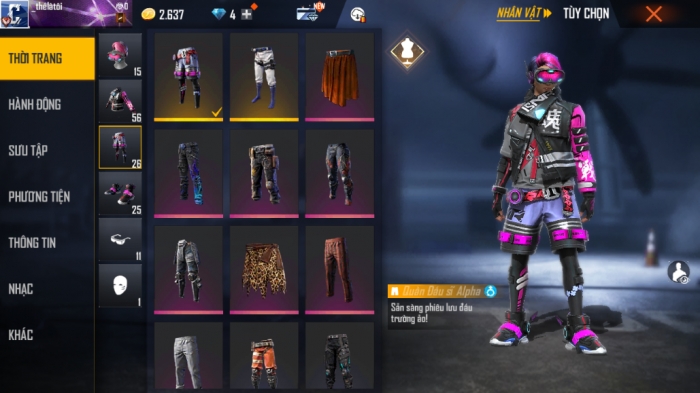 thêlatôi
2.637
4
NEW
NHÂN VẬT
TÙY CHỌN
THỜI TRANG
15
HÀNH ĐỘNG
56
SƯU TẬP
26
PHƯƠNG TIỆN
25
THÔNG TIN
11
NHẠC
1
KHÁC
Quần Đấu sĩ Alpha
Sẵn sàng phiêu lưu đấu
trường ảo!